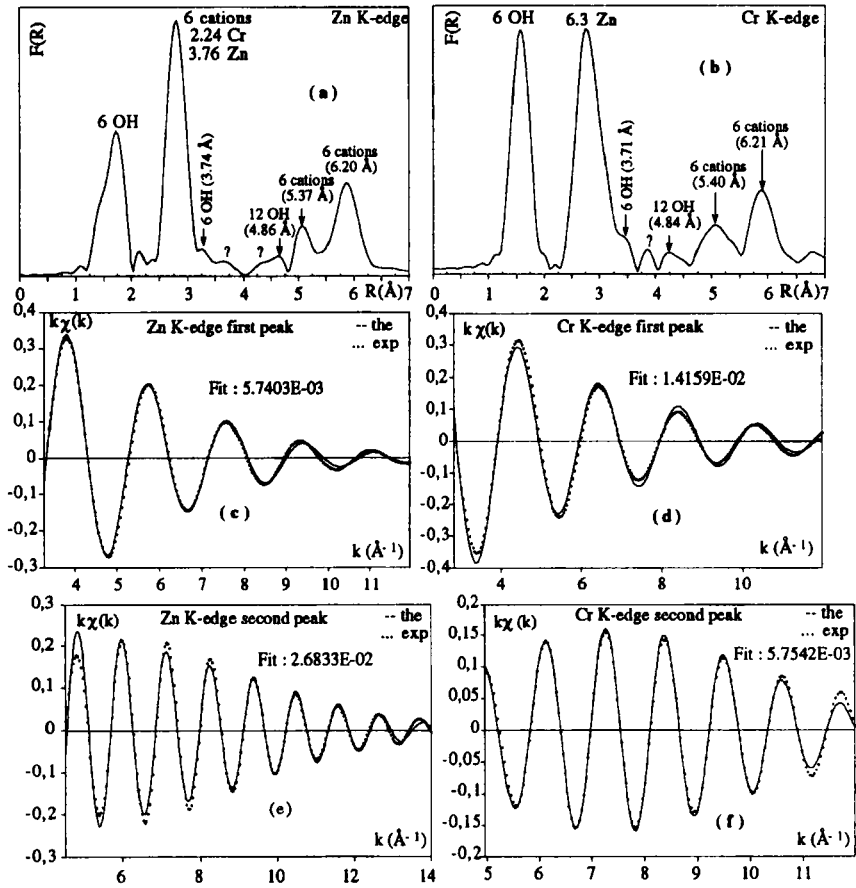 F(R)
6 cations
2.24 Cr
3.76 Zn
Zn K-edge
( a )
6 OH
6 OH (3.74 Å)
?
?
12 OH
(4.86 Å)
6 cations
(5.37 Å)
6 cations
(6.20 Å)
0 1 2 3 4 5 6 R(Å)7
F(R)
6 OH
6.3 Zn
Cr K-edge
( b )
6 OH (3.71 Å)
?
12 OH
(4.84 Å)
6 cations
(5.40 Å)
6 cations
(6.21 Å)
0 1 2 3 4 5 6 R(Å) 7
kχ(k)
Zn K-edge first peak
-- the
... exp
Fit : 5.7403E-03
( c )
k (Å-1)
0,4
0,3
0,2
0,1
0
-0,1
-0,2
-0,3
4 5 6 7 8 9 10 11
kχ(k)
Cr K-edge first peak
-- the
... exp
Fit : 1.4159E-02
( d )
k (Å-1)
0,4
0,3
0,2
0,1
0
-0,1
-0,2
-0,3
-0,4
4 6 8 10
kχ(k)
Zn K-edge second peak
-- the
... exp
Fit : 2.6833E-02
(e)
k (Å-1)
0,3
0,2
0,1
0
-0,1
-0,2
-0,3
6 8 10 12 14
kχ(k)
Cr K-edge second peak
-- the
... exp
Fit : 5.7542E-03
( f )
k (Å-1)
0,2
0,15
0,1
0,05
0
-0,05
-0,1
-0,15
-0,2
5 6 7 8 9 10 11